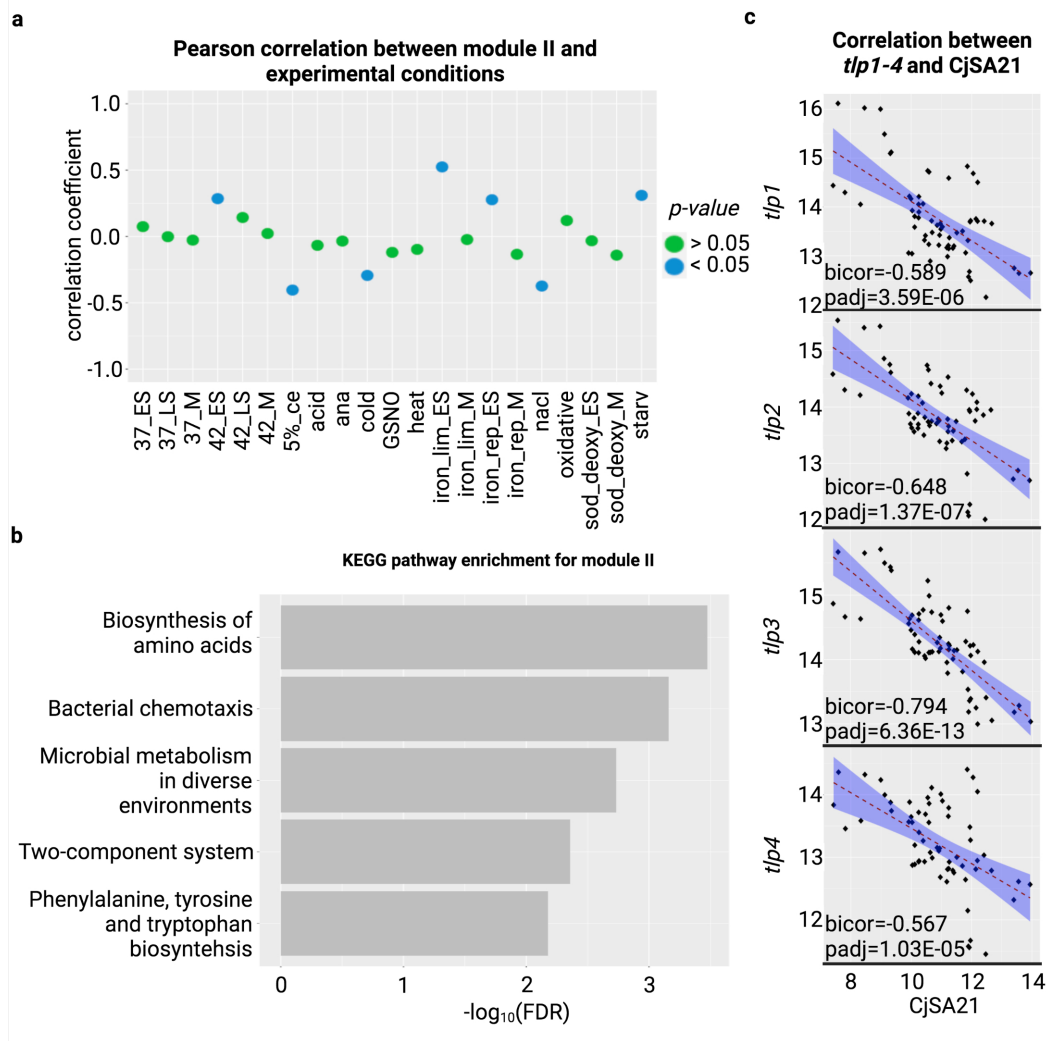 a
Pearson correlation between module II and
experimental conditions
correlation coefficient
1.0
0.5
0.0
-0.5
-1.0
37_ES
37_LS
37_M
42_ES
42_LS
42_M
5%_ce
acid
ana
cold
GSNO
heat
iron_lim_ES
iron_lim_M
iron_rep_ES
iron_rep_M
nacl
oxidative
sod_deoxy_ES
sod_deoxy_M
starv
p-value
> 0.05
< 0.05
b
KEGG pathway enrichment for module II
Biosynthesis of
amino acids
Bacterial chemotaxis
Microbial metabolism
in diverse
environments
Two-component system
Phenylalanine, tyrosine
and tryptophan
biosyntehsis
0
1
2
3
-log₁₀(FDR)
c
Correlation between
tlp1-4 and CjSA21
tlp1
16
15
14
13
12
bicor=-0.589
padj=3.59E-06
tlp2
15
14
13
12
bicor=-0.648
padj=1.37E-07
tlp3
15
14
13
bicor=-0.794
padj=6.36E-13
tlp4
14
13
12
bicor=-0.567
padj=1.03E-05
8
10
12
14
CjSA21